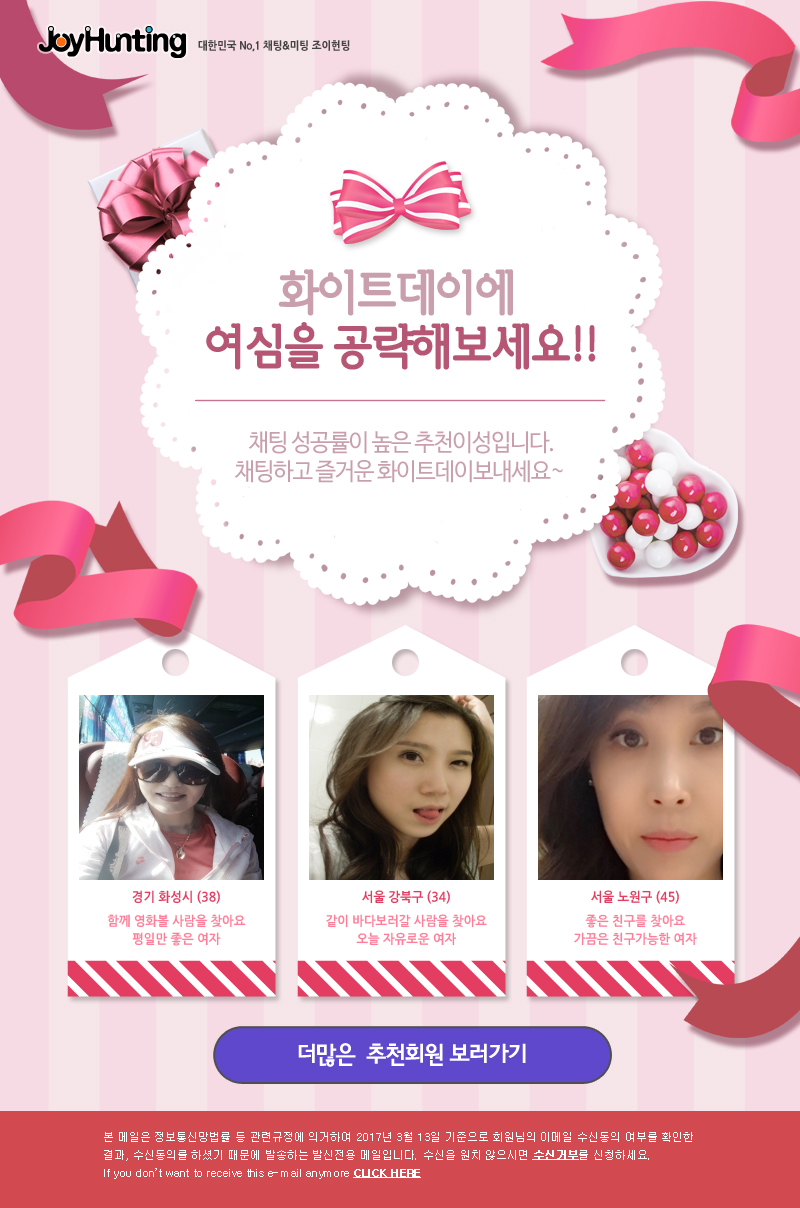 JoyHunting 대한민국 No,1 채팅&미팅 조이헌팅
화이트데이에
여심을 공략해보세요!!
채팅 성공률이 높은 추천이성입니다.
채팅하고 즐거운 화이트데이보내세요~
경기 화성시 (38)
함께 영화볼 사람을 찾아요
평일만 좋은 여자
서울 강북구 (34)
같이 바다보러갈 사람을 찾아요
오늘 자유로운 여자
서울 노원구 (45)
좋은 친구를 찾아요
가끔은 친구가능한 여자
더많은 추천회원 보러가기
본 메일은 정보통신망법률 등 관련규정에 의거하여 2017년 3월 13일 기준으로 회원님의 이메일 수신동의 여부를 확인한
결과, 수신동의를 하셨기 때문에 발송하는 발신전용 메일입니다. 수신을 원치 않으시면 수신거부를 신청하세요.
If you don't want to receive this e-mail anymore CLICK HERE